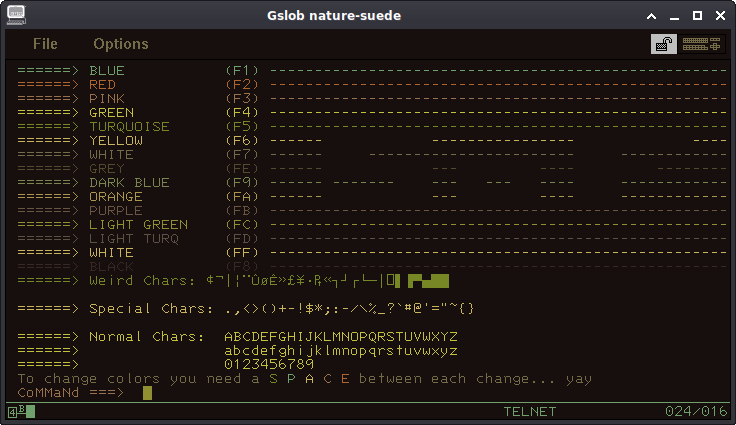 Gslob nature-suede
File Options
======> BLUE (F1) ---------------------------------------------------
======> RED (F2) ---------------------------------------------------
======> PINK (F3) ---------------------------------------------------
======> GREEN (F4) ---------------------------------------------------
======> TURQUOISE (F5) ---------------------------------------------------
======> YELLOW (F6) ------ ---------------- ----
======> WHITE (F7) ------ --------- ------------
======> GREY (FE) ------ --- --- ------------
======> DARK BLUE (F9) ------ ------- --- --- ------------
======> ORANGE (FA) ------ --- --- ------------
======> PURPLE (FB) ---------------------------------------------------
======> LIGHT GREEN (FC) ---------------------------------------------------
======> LIGHT TURQ (FD) ---------------------------------------------------
======> WHITE (FF) ---------------------------------------------------
======> BLACK (F8) ---------------------------------------------------
======> Weird Chars:
======> Special Chars: .,<>()+-!$*;:-/\%_?`#@'="~{}
======> Normal Chars: ABCDEFGHIJKLMNOPQRSTUVWXYZ
======> abcdefghijklmnopqrstuvwxyz
======> 0123456789
To change colors you need a S P A C E between each change... yay
CoMMaNd ===>
4 B TELNET 024/016